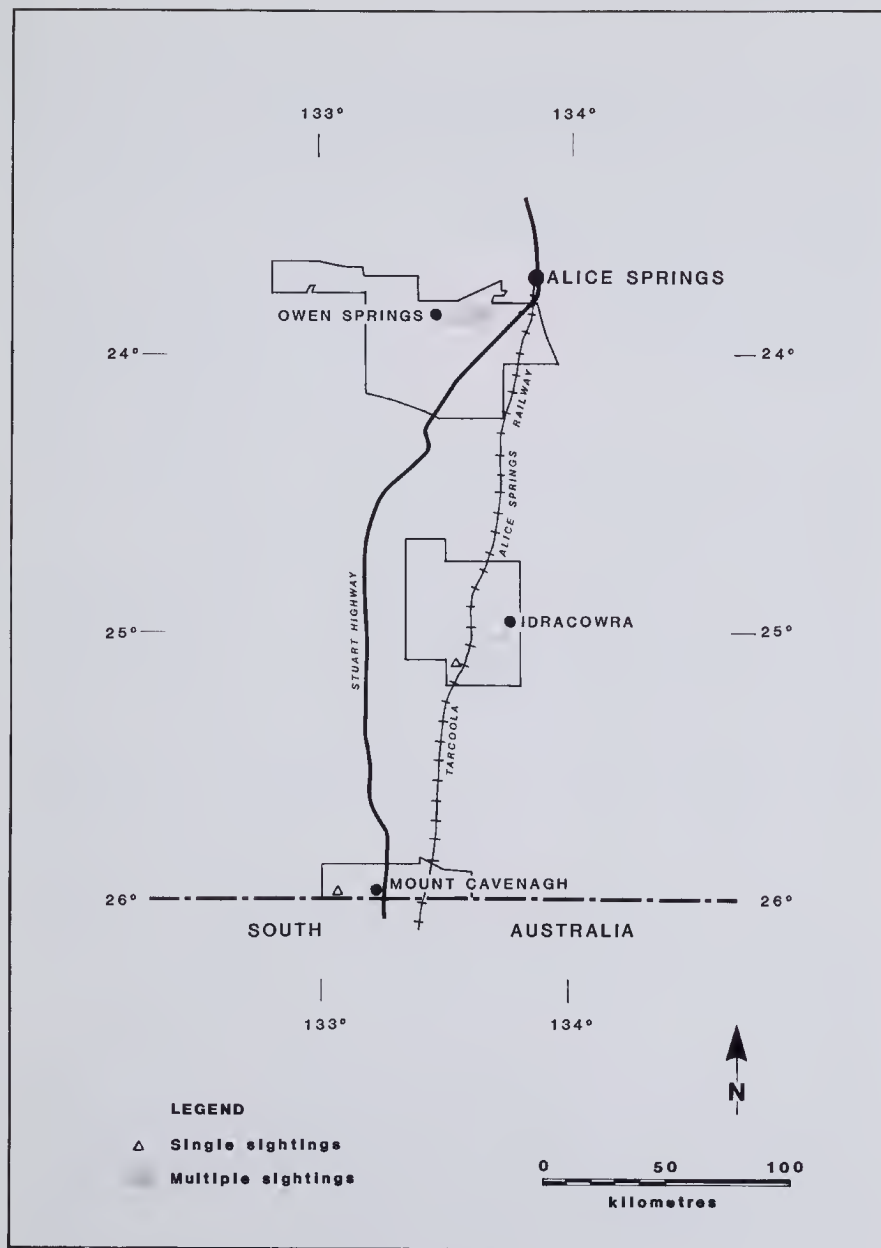 133° 134°
ALICE SPRINGS
OWEN SPRINGS
24° 24°
RAILWAY
ALICE SPRINGS
STUART HIGHWAY
IDRACOWRA
25° 25°
TARCOOLA
MOUNT CAVENAGH
26° 26°
SOUTH AUSTRALIA
133° 134°
N
LEGEND
Single sightings
Multiple sightings
0 50 100
kilometres